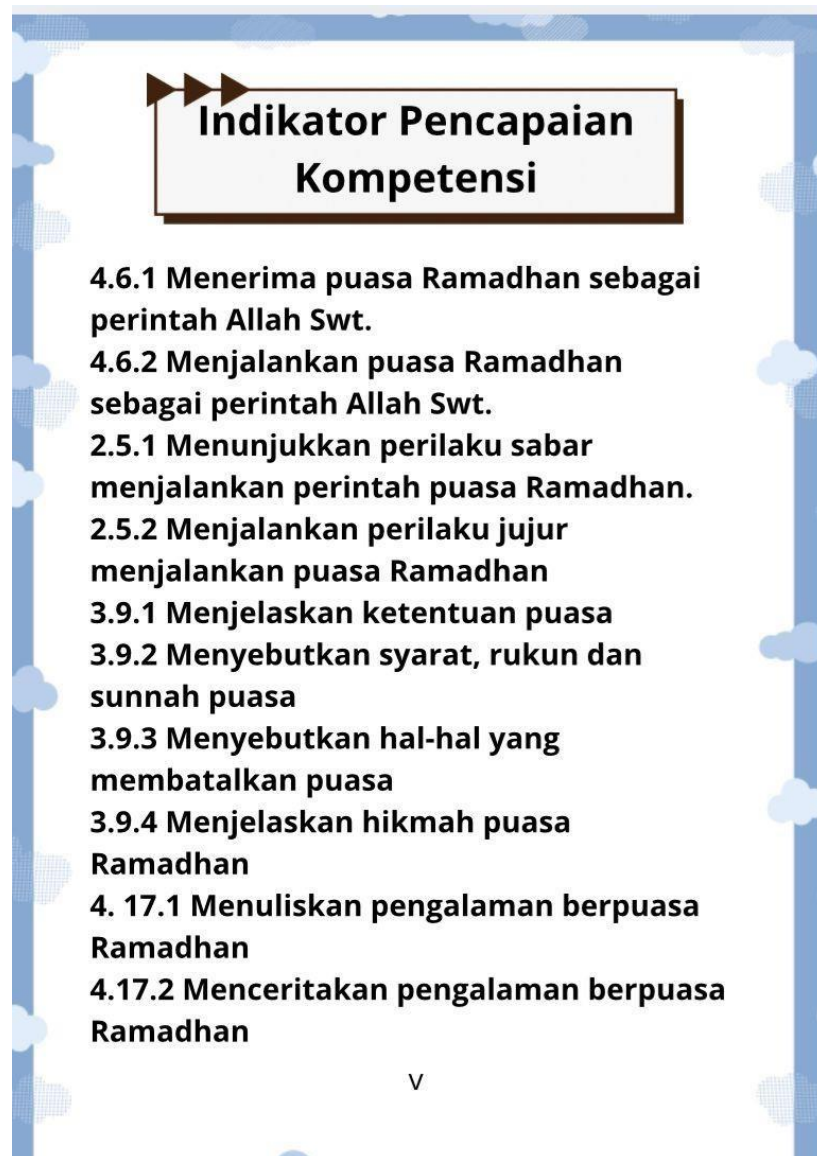 Indikator Pencapaian
Kompetensi
4.6.1 Menerima puasa Ramadhan sebagai
perintah Allah Swt.
4.6.2 Menjalankan puasa Ramadhan
sebagai perintah Allah Swt.
2.5.1 Menunjukkan perilaku sabar
menjalankan perintah puasa Ramadhan.
2.5.2 Menjalankan perilaku jujur
menjalankan puasa Ramadhan
3.9.1 Menjelaskan ketentuan puasa
3.9.2 Menyebutkan syarat, rukun dan
sunnah puasa
3.9.3 Menyebutkan hal-hal yang
membatalkan puasa
3.9.4 Menjelaskan hikmah puasa
Ramadhan
4. 17.1 Menuliskan pengalaman berpuasa
Ramadhan
4.17.2 Menceritakan pengalaman berpuasa
Ramadhan
V